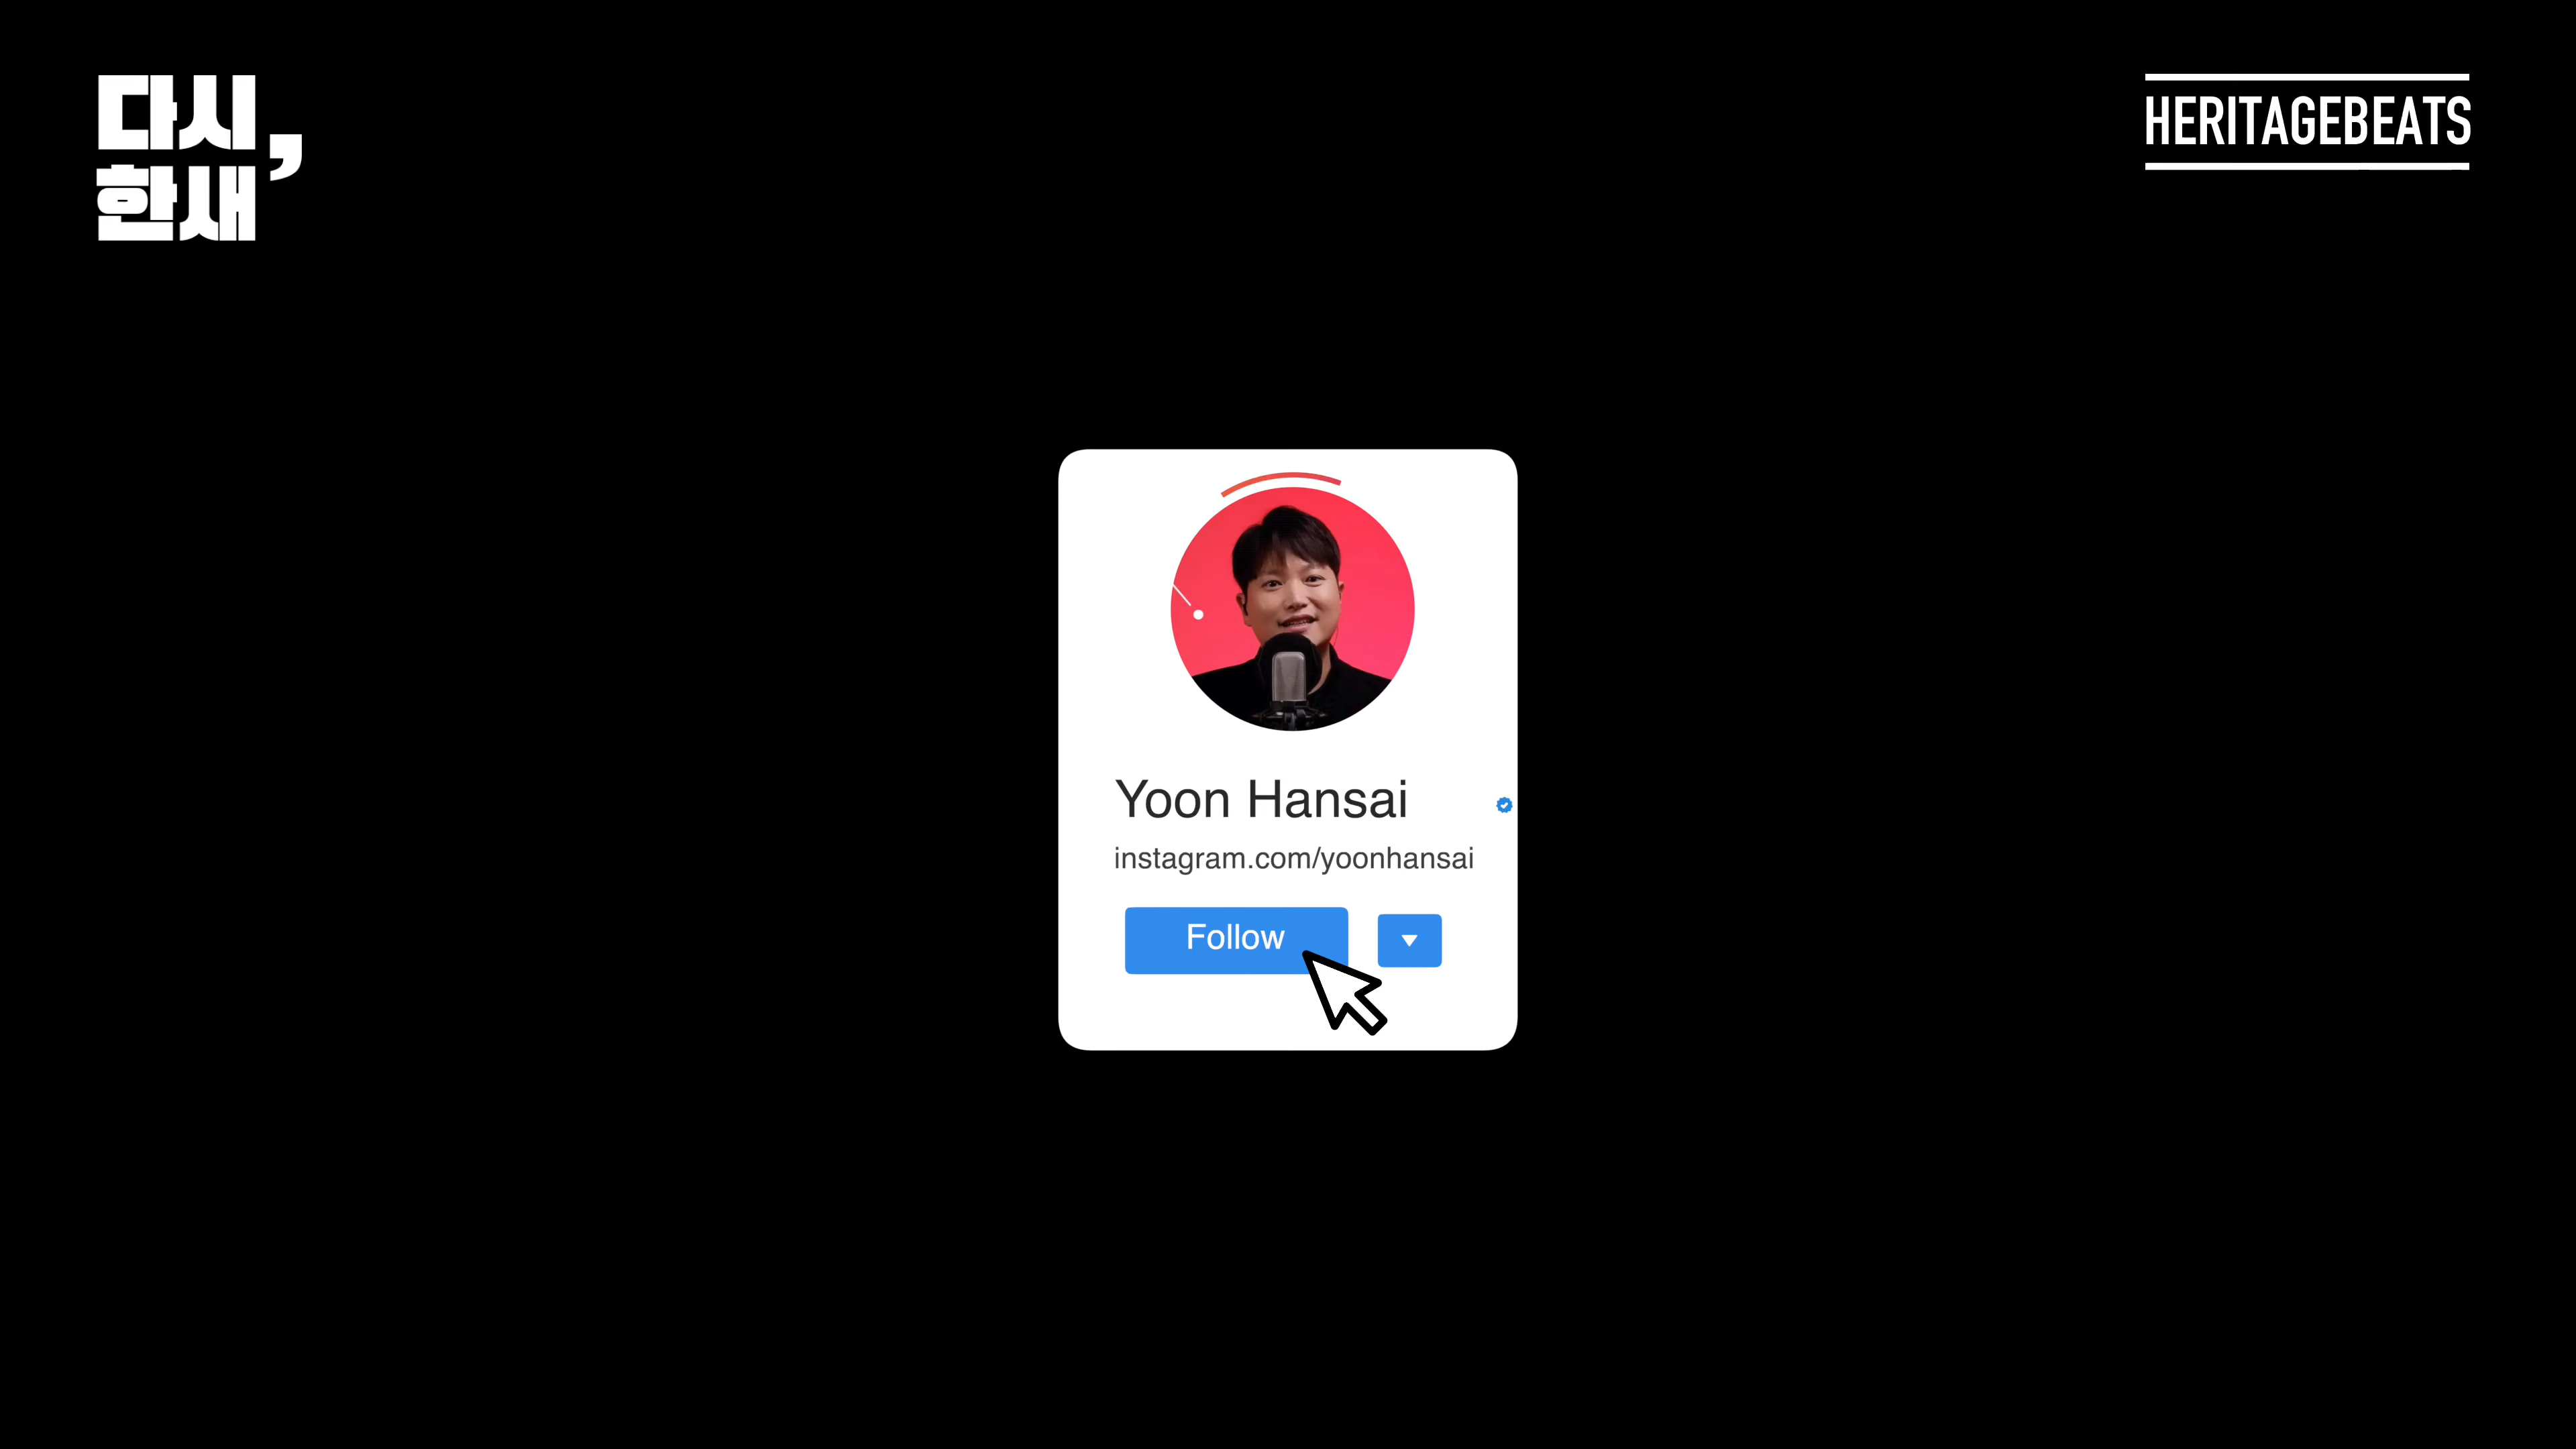 다시,
한새
HERITAGEBEATS
Yoon Hansai
instagram.com/yoonhansai
Follow